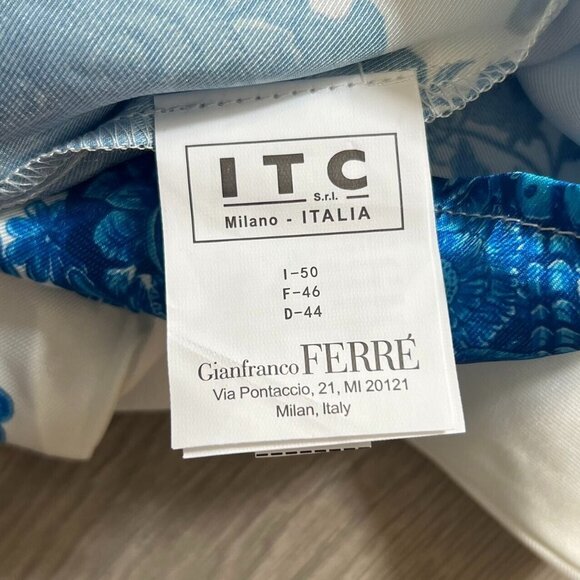 ITC
S.r.l.
Milano - ITALIA
I-50
F-46
D-44
Gianfranco FERRÉ
Via Pontaccio, 21, MI 20121
Milan, Italy